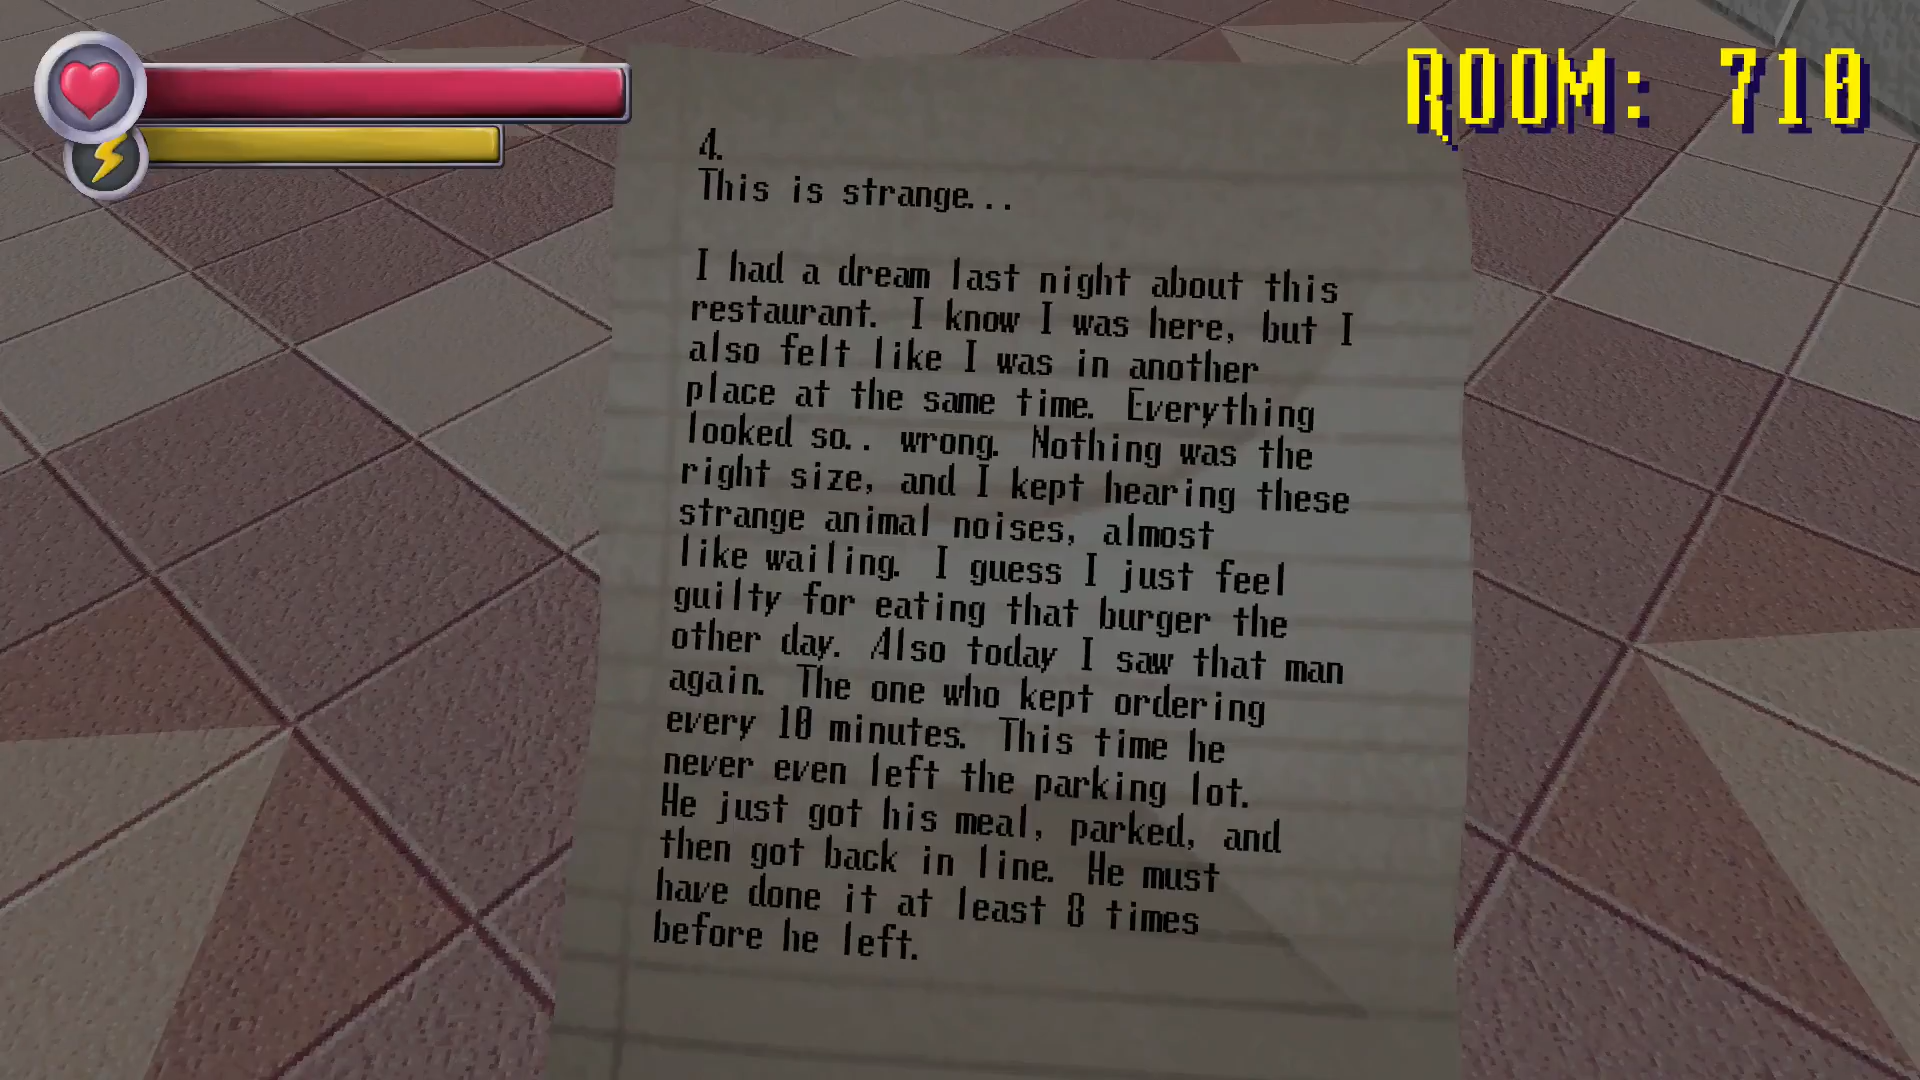 ROOM: 710
4.
This is strange...
I had a dream last night about this
restaurant. I know I was here, but I
also felt like I was in another
place at the same time. Everything
looked so.. wrong. Nothing was the
right size, and I kept hearing these
strange animal noises, almost
like wailing. I guess I just feel
guilty for eating that burger the
other day. Also today I saw that man
again. The one who kept ordering
every 10 minutes. This time he
never even left the parking lot.
He just got his meal, parked, and
then got back in line. He must
have done it at least 8 times
before he left.